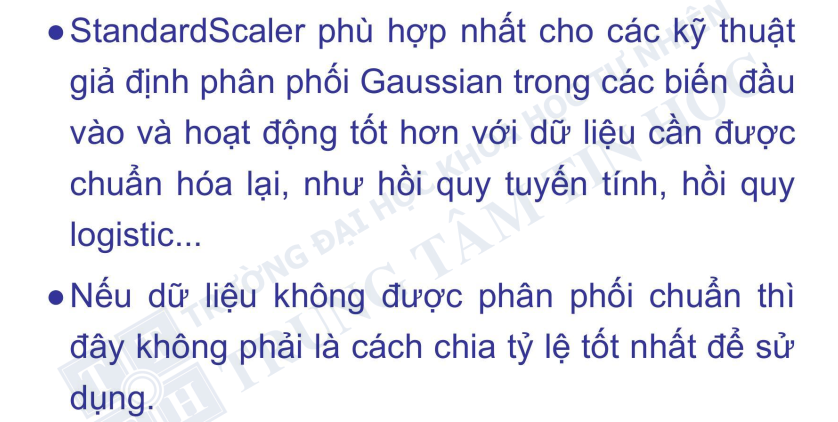 ●StandardScaler phù hợp nhất cho các kỹ thuật
giả định phân phối Gaussian trong các biến đầu
vào và hoạt động tốt hơn với dữ liệu cần được
chuẩn hóa lại, như hồi quy tuyến tính, hồi quy
logistic...
●Nếu dữ liệu không được phân phối chuẩn thì
đây không phải là cách chia tỷ lệ tốt nhất để sử
dụng.
TRƯỜNG ĐẠI HỌC KHOA HỌC TỰ NHIÊN
TRUNG TÂM TIN HỌC